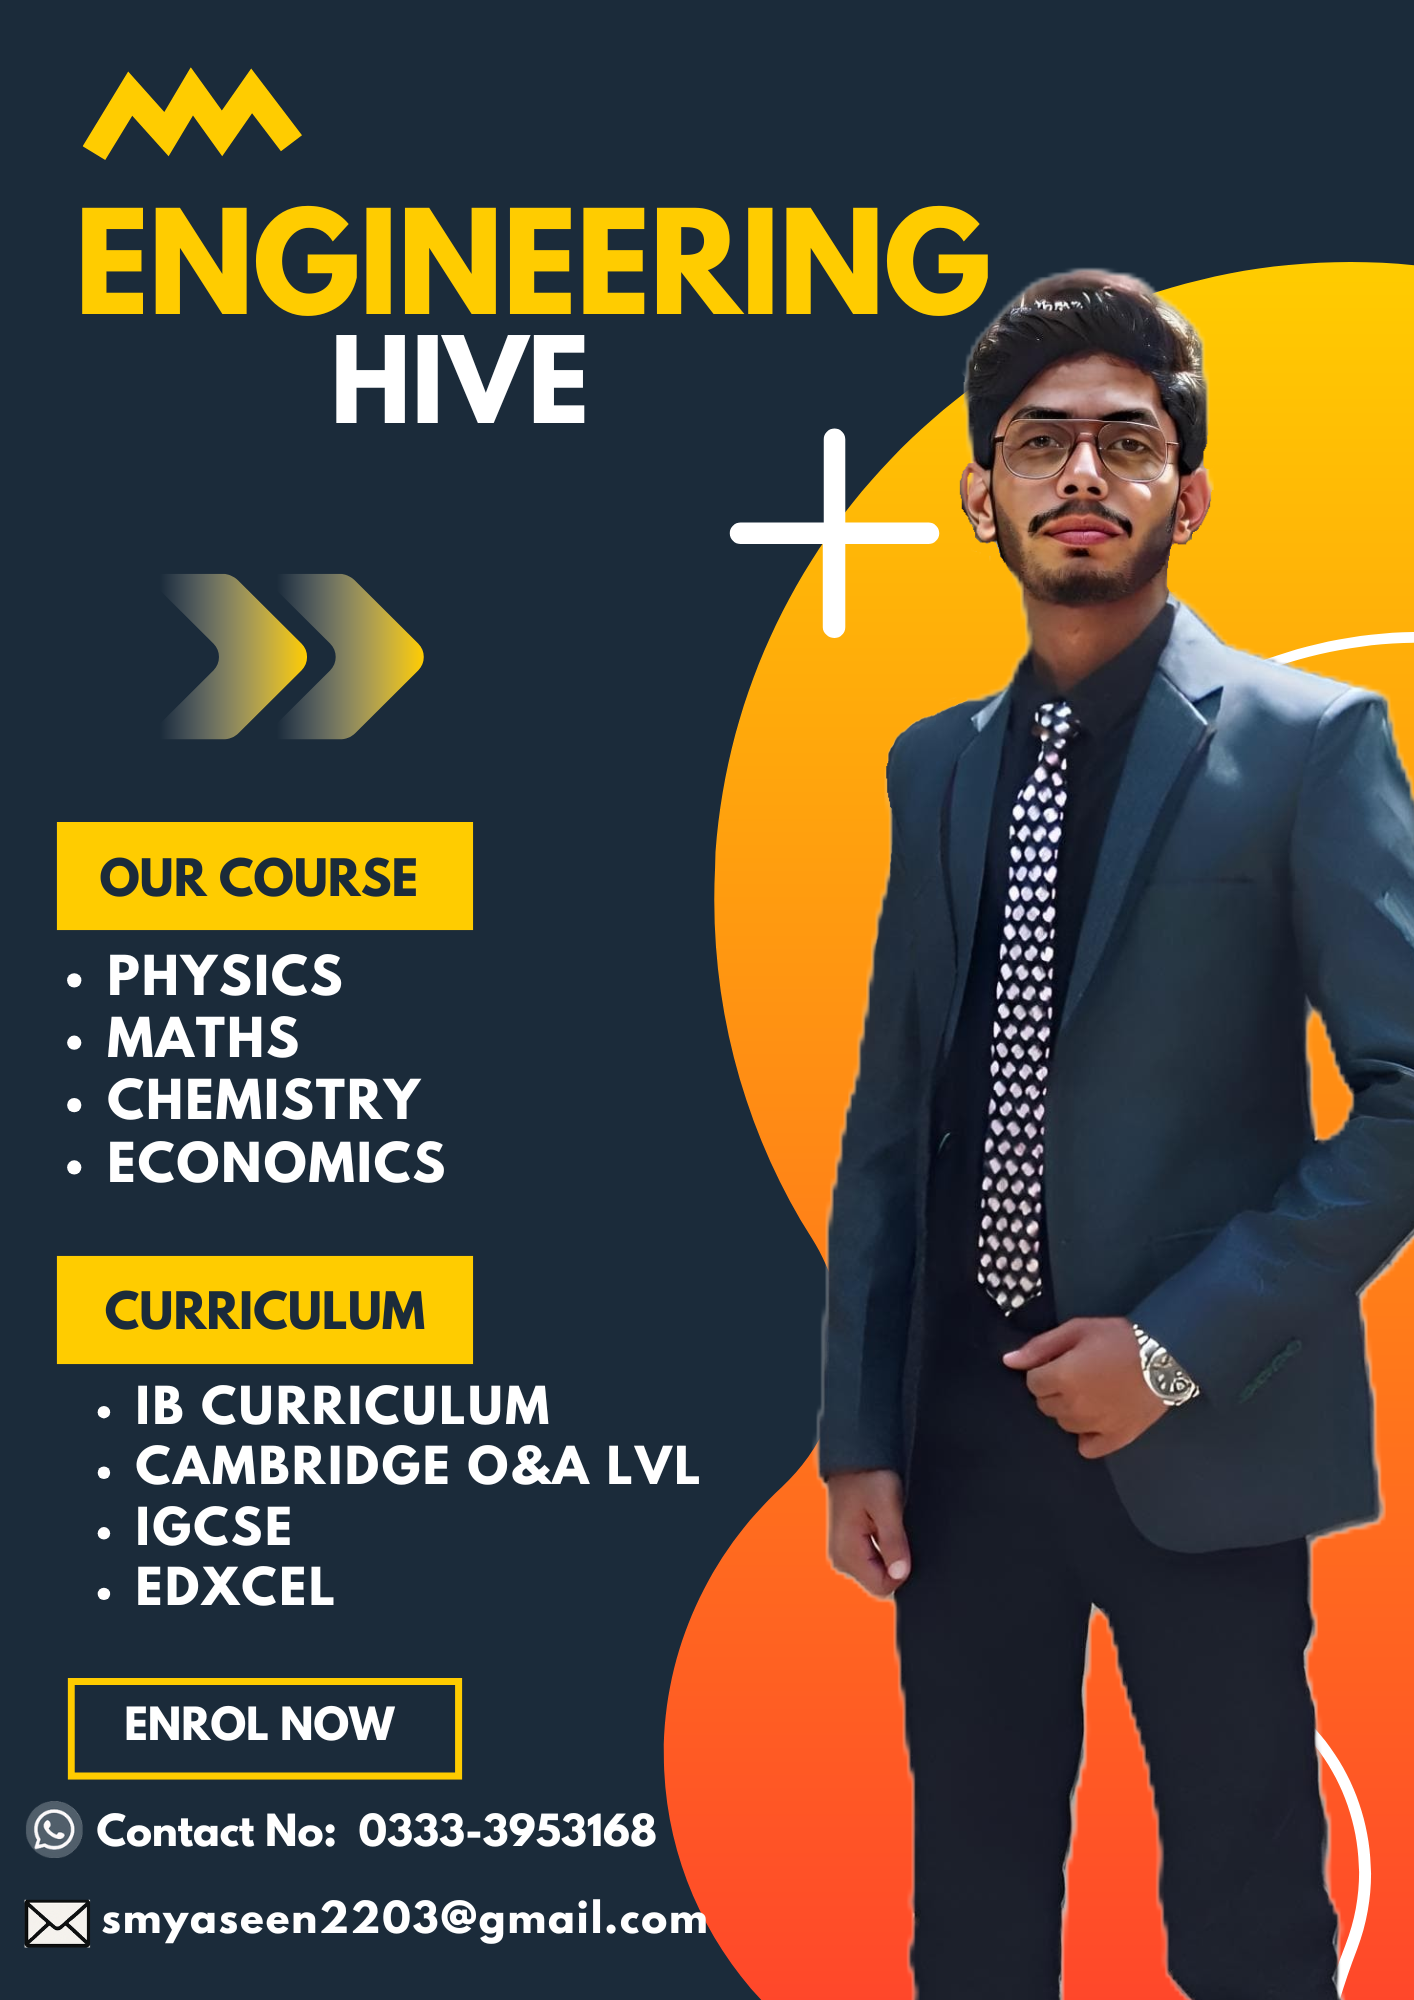 ENGINEERING
HIVE
OUR COURSE
• PHYSICS
• MATHS
• CHEMISTRY
• ECONOMICS
CURRICULUM
• IB CURRICULUM
• CAMBRIDGE O&A LVL
• IGCSE
• EDXCEL
ENROL NOW
Contact No: 0333-3953168
smyaseen2203@gmail.com